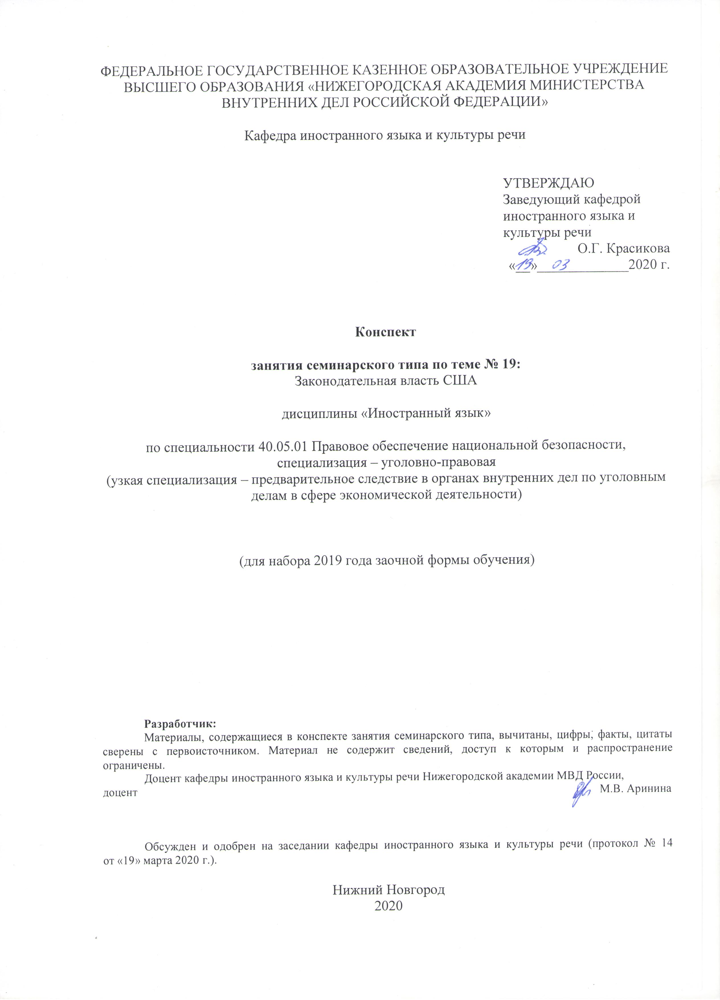 ФЕДЕРАЛЬНОЕ ГОСУДАРСТВЕННОЕ КАЗЕННОЕ ОБРАЗОВАТЕЛЬНОЕ УЧРЕЖДЕНИЕ
ВЫСШЕГО ОБРАЗОВАНИЯ «НИЖЕГОРОДСКАЯ АКАДЕМИЯ МИНИСТЕРСТВА
ВНУТРЕННИХ ДЕЛ РОССИЙСКОЙ ФЕДЕРАЦИИ»
Кафедра иностранного языка и культуры речи
УТВЕРЖДАЮ
Заведующий кафедрой
иностранного языка и
культуры речи
О.Г. Красикова
«19» 03 2020 г.
Конспект
занятия семинарского типа по теме № 19:
Законодательная власть США
дисциплины «Иностранный язык»
по специальности 40.05.01 Правовое обеспечение национальной безопасности,
специализация – уголовно-правовая
(узкая специализация – предварительное следствие в органах внутренних дел по уголовным
делам в сфере экономической деятельности)
(для набора 2019 года заочной формы обучения)
Разработчик:
Материалы, содержащиеся в конспекте занятия семинарского типа, вычитаны, цифры, факты, цитаты
сверены с первоисточником. Материал не содержит сведений, доступ к которым и распространение
ограничены.
Доцент кафедры иностранного языка и культуры речи Нижегородской академии МВД России,
доцент М.В. Аринина
Обсужден и одобрен на заседании кафедры иностранного языка и культуры речи (протокол № 14
от «19» марта 2020 г.).
Нижний Новгород
2020